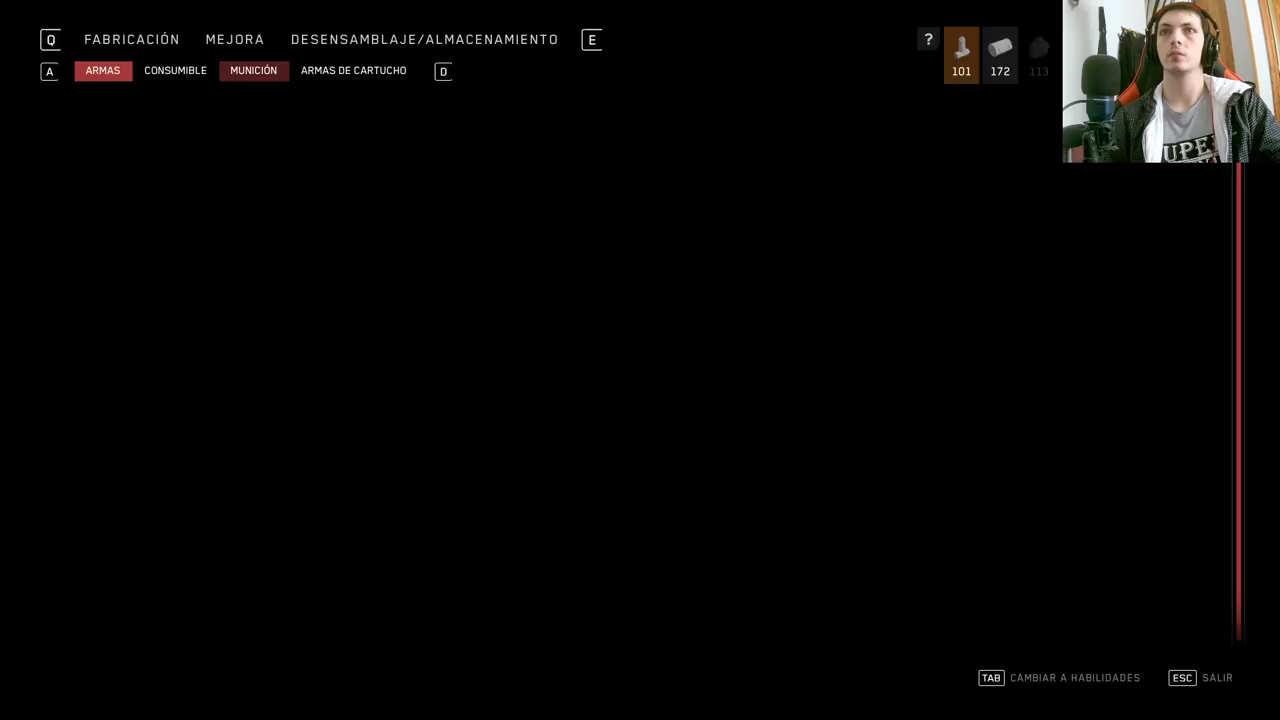 Q FABRICACIÓN MEJORA DESENSAMBLAJE/ALMACENAMIENTO E
A ARMAS CONSUMIBLE MUNICIÓN ARMAS DE CARTUCHO D
?
101 172 113
TAB CAMBIAR A HABILIDADES ESC SALIR